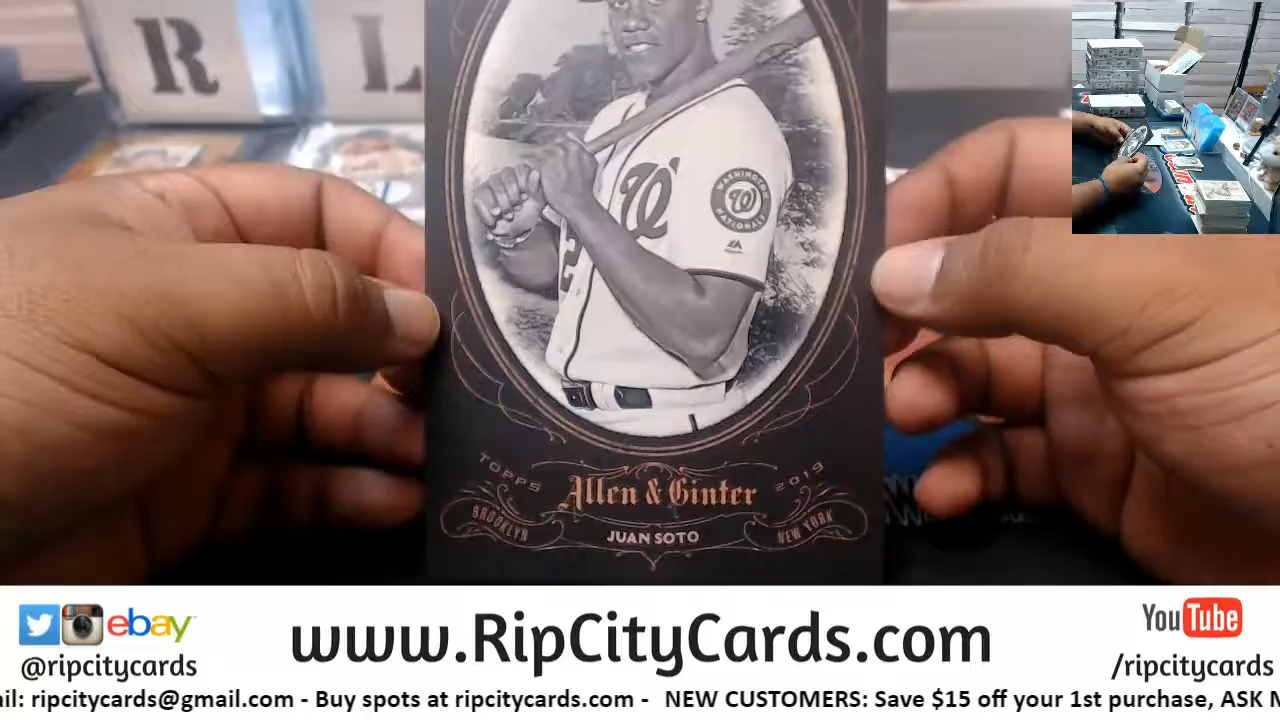 R L
W
WASHINGTON
NATIONALS
TOPPS 2019
Allen & Ginter
BROOKLYN NEW YORK
JUAN SOTO
ebay
www.RipCityCards.com
YouTube
@ripcitycards
/ripcitycards
ail: ripcitycards@gmail.com - Buy spots at ripcitycards.com - NEW CUSTOMERS: Save $15 off your 1st purchase, ASK M